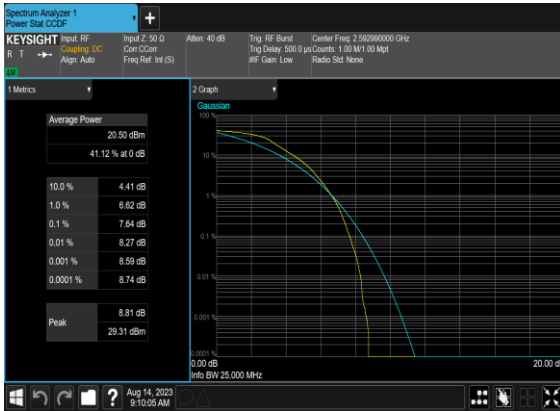 Spectrum Analyzer 1
Power Stat CCDF
KEYSIGHT
R T
LV
Input: RF
Coupling: DC
Align: Auto
Input Z: 50 Ω
Corr CCorr
Freq Ref: Int (S)
Atten: 40 dB
Trig: RF Burst
Trig Delay: 500.0 µs
#IF Gain: Low
Center Freq: 2.592990000 GHz
Counts: 1.00 M/1.00 Mpt
Radio Std: None
1 Metrics
Average Power
20.50 dBm
41.12 % at 0 dB
10.0 % 4.41 dB
1.0 % 6.62 dB
0.1 % 7.64 dB
0.01 % 8.27 dB
0.001 % 8.59 dB
0.0001 % 8.74 dB
Peak
8.81 dB
29.31 dBm
2 Graph
Gaussian
100 %
10 %
1 %
0.1 %
0.01 %
0.001 %
0.0001 %
0.00 dB
20.00 d
Info BW 25.000 MHz
?
Aug 14, 2023
9:10:05 AM